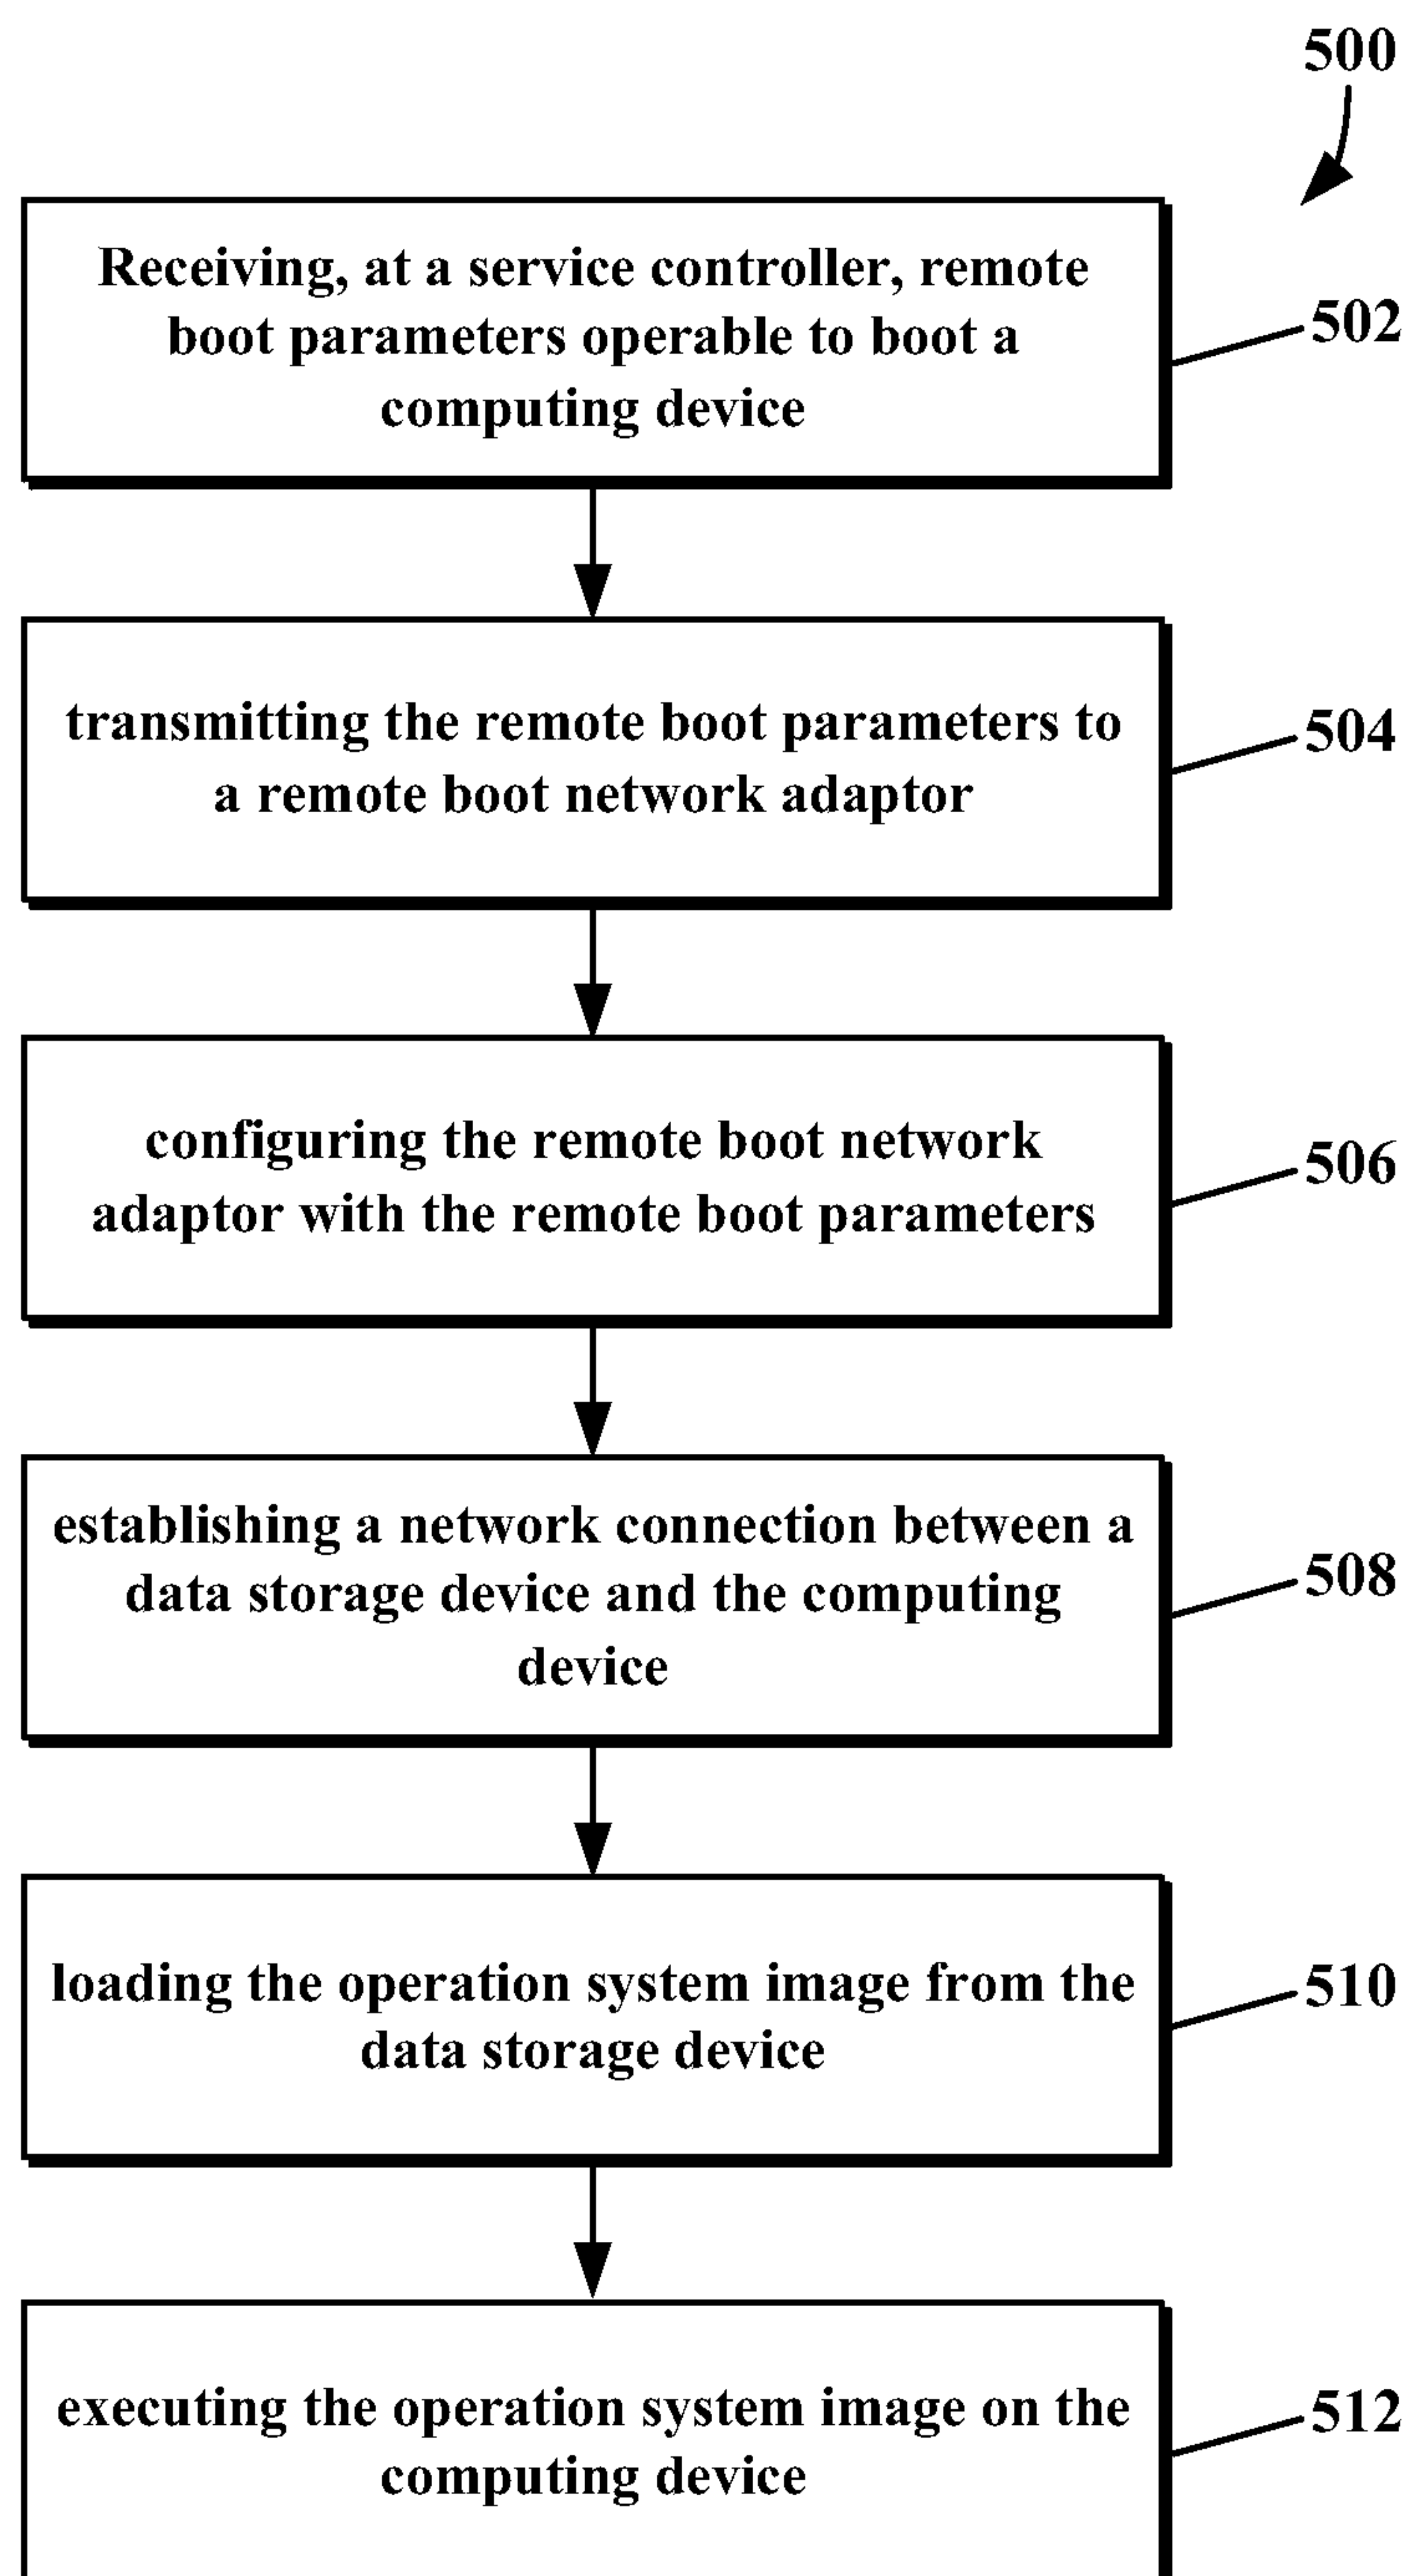 500
Receiving, at a service controller, remote
boot parameters operable to boot a
computing device
502
transmitting the remote boot parameters to
a remote boot network adaptor
504
configuring the remote boot network
adaptor with the remote boot parameters
506
establishing a network connection between a
data storage device and the computing
device
508
loading the operation system image from the
data storage device
510
executing the operation system image on the
computing device
512